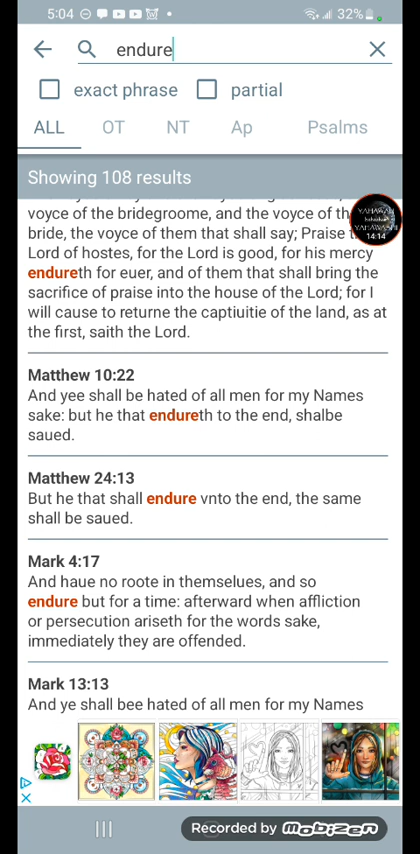 5:04 32%
endure
exact phrase partial
ALL OT NT Ap Psalms
Showing 108 results
voyce of the bridegroome, and the voyce of th
bride, the voyce of them that shall say; Praise
Lord of hostes, for the Lord is good, for his mercy
endureth for euer, and of them that shall bring the
sacrifice of praise into the house of the Lord; for I
will cause to returne the captiuitie of the land, as at
the first, saith the Lord.
YAHAWAH
YAHAWASHI
14:14
Matthew 10:22
And yee shall be hated of all men for my Names
sake: but he that endureth to the end, shalbe
saued.
Matthew 24:13
But he that shall endure vnto the end, the same
shall be saued.
Mark 4:17
And haue no roote in themselues, and so
endure but for a time: afterward when affliction
or persecution ariseth for the words sake,
immediately they are offended.
Mark 13:13
And ye shall bee hated of all men for my Names
Recorded by mobizen